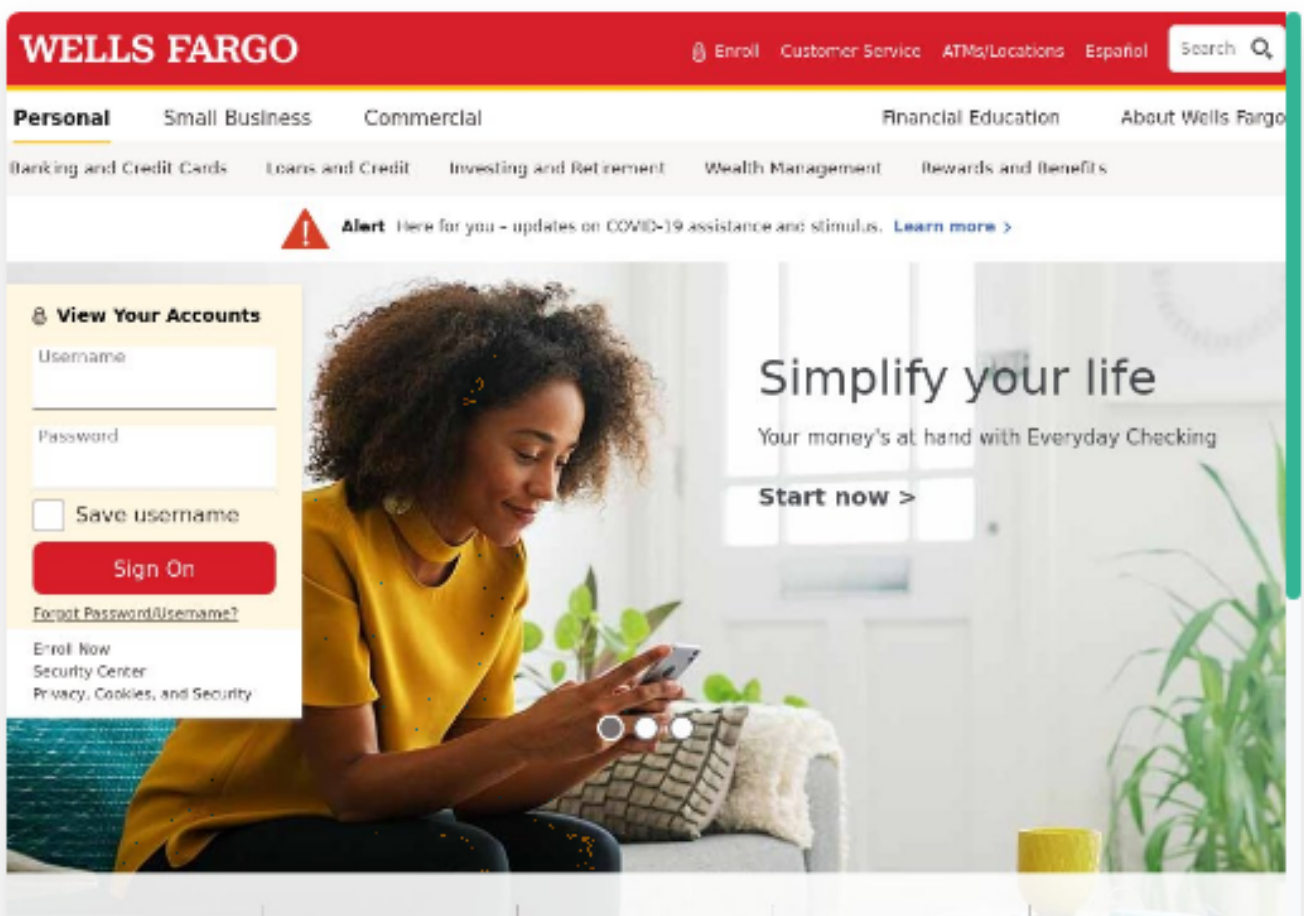 WELLS FARGO
Enroll Customer Service ATMs/Locations Español Search
Personal Small Business Commercial Financial Education About Wells Fargo
Banking and Credit Cards Loans and Credit Investing and Retirement Wealth Management Rewards and Benefits
Alert Here for you – updates on COVID-19 assistance and stimulus. Learn more >
View Your Accounts
Username
Password
Save username
Sign On
Forgot Password/Username?
Enroll Now
Security Center
Privacy, Cookies, and Security
Simplify your life
Your money's at hand with Everyday Checking
Start now >